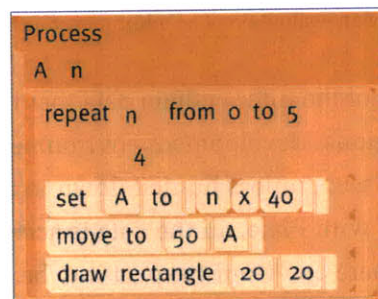 Process
A n
repeat n from 0 to 5
4
set A to n x 40
move to 50 A
draw rectangle 20 20